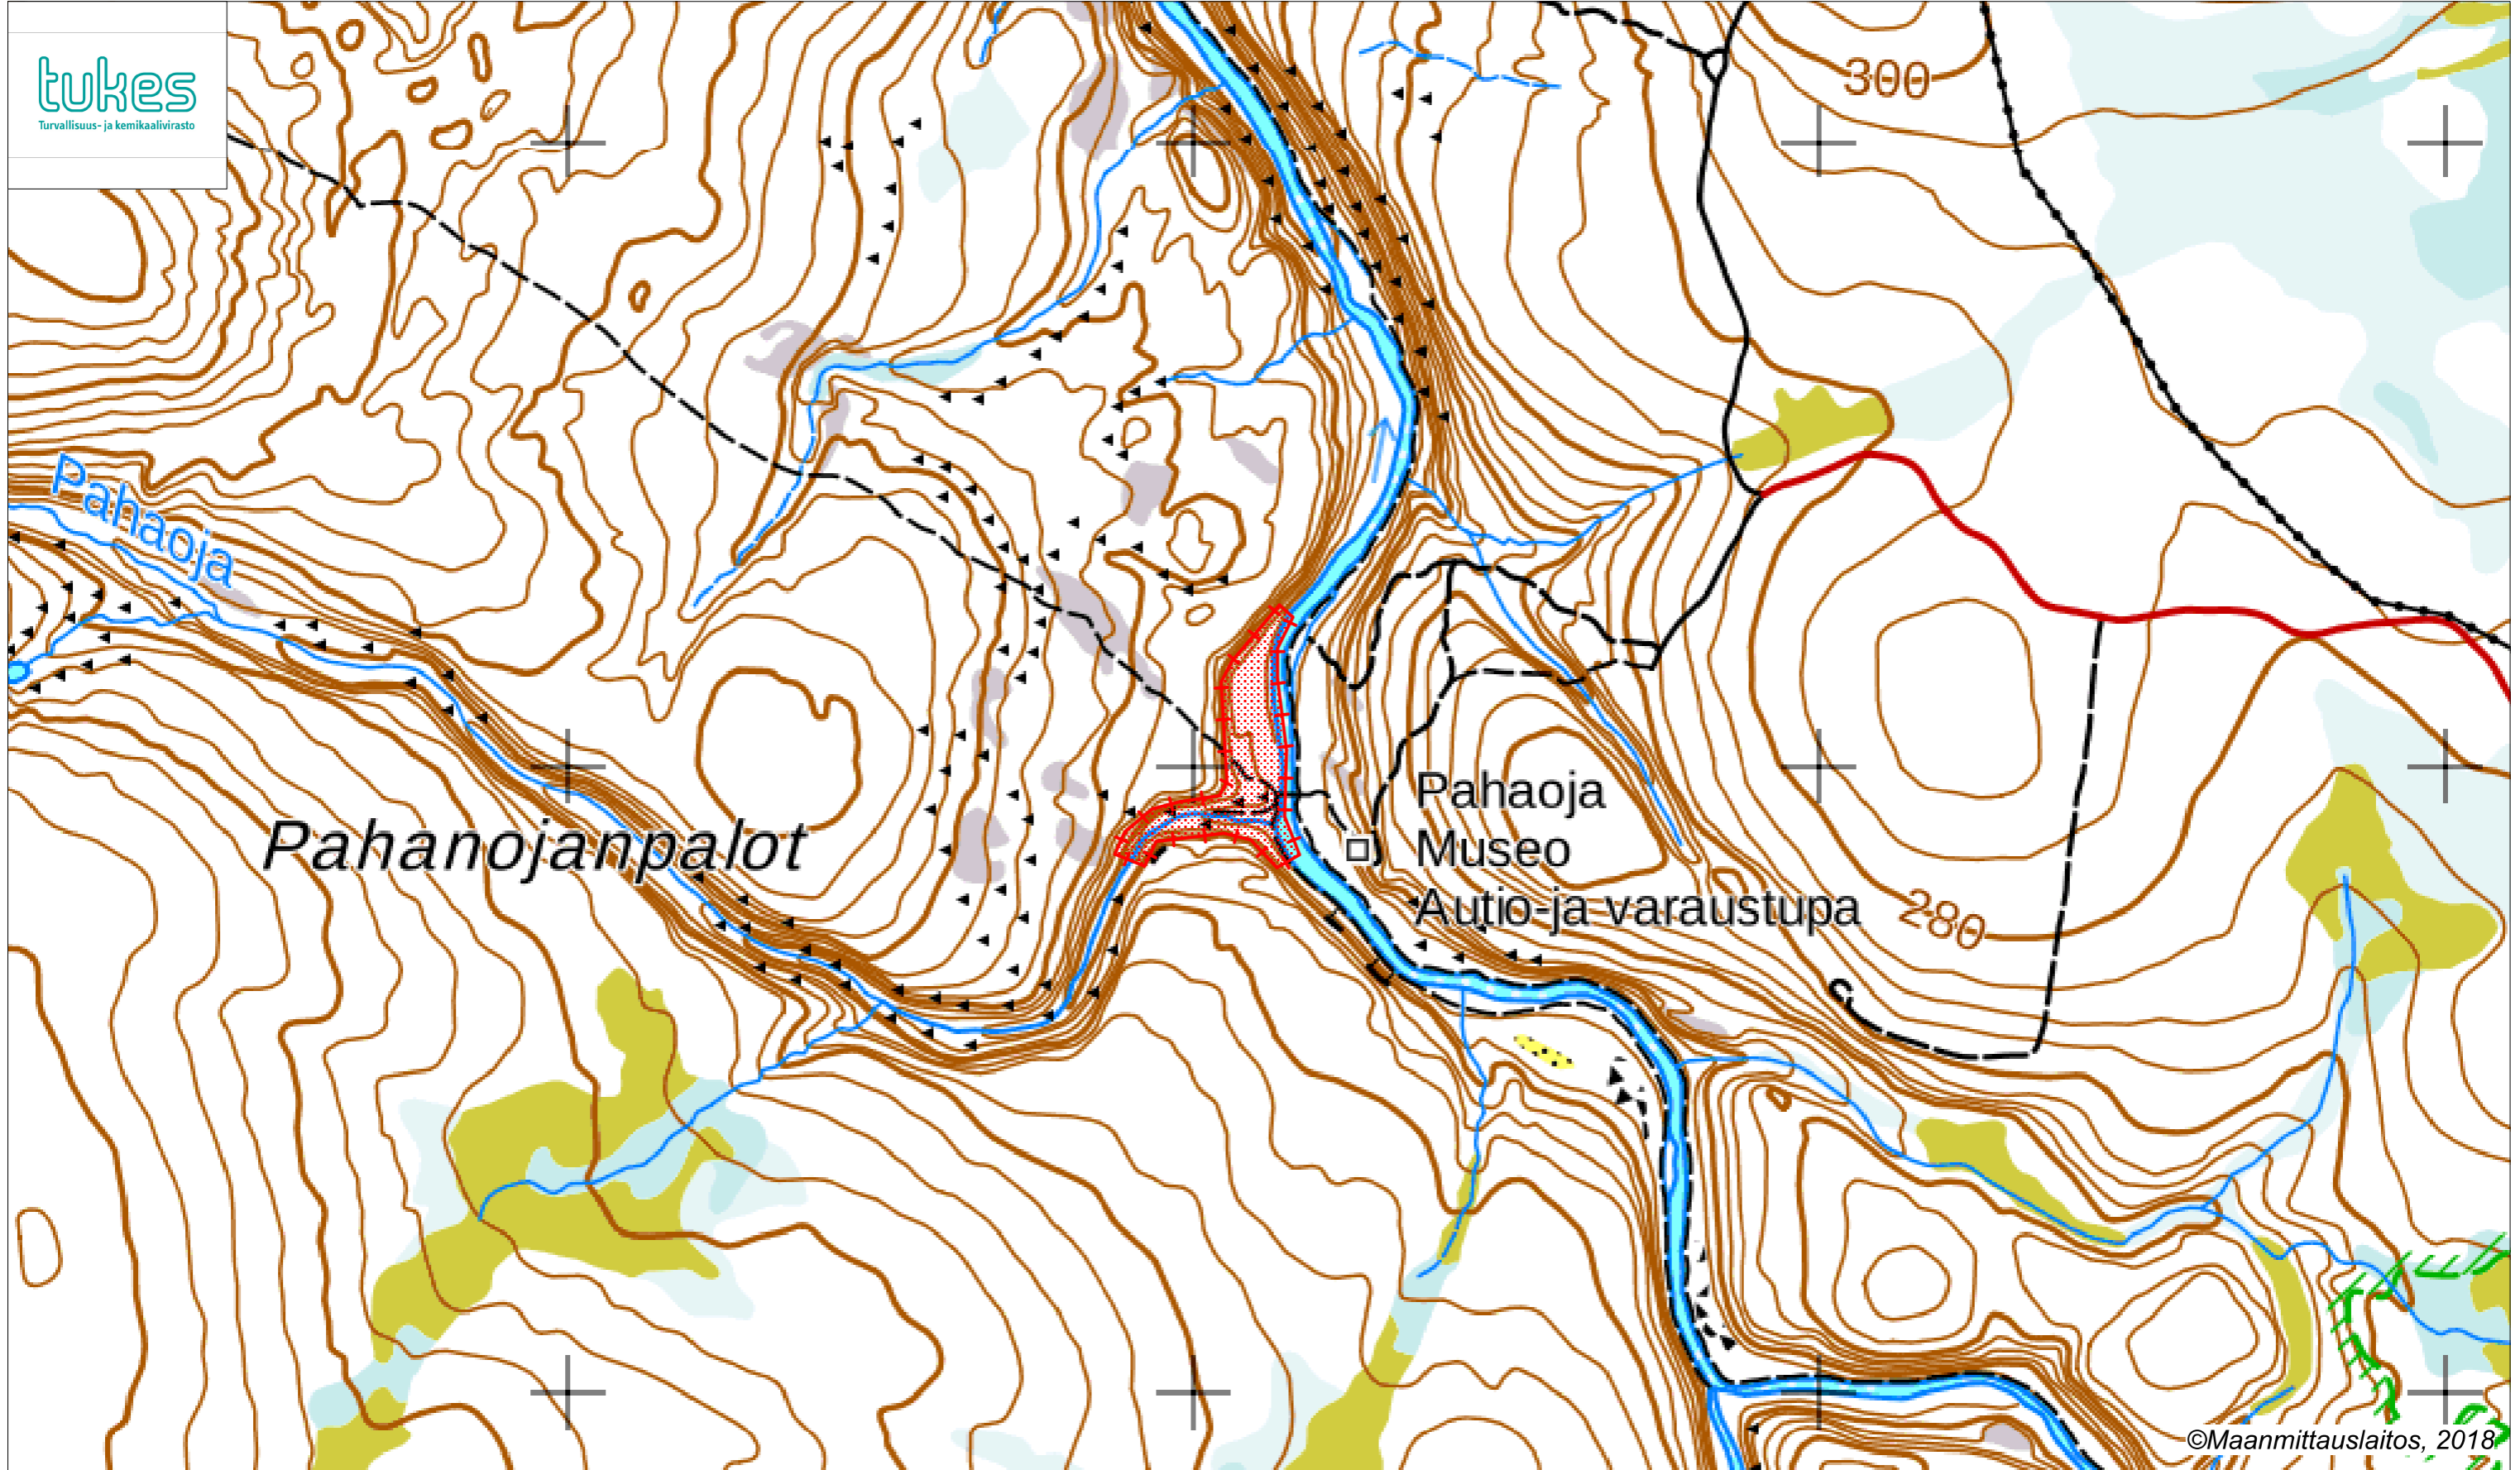 tukes
Turvallisuus- ja kemikaalivirasto
300
Pahaoja
Pahaoja
Museo
Autio-ja varaustupa
Pahanojanpalot
280
©Maanmittauslaitos, 2018